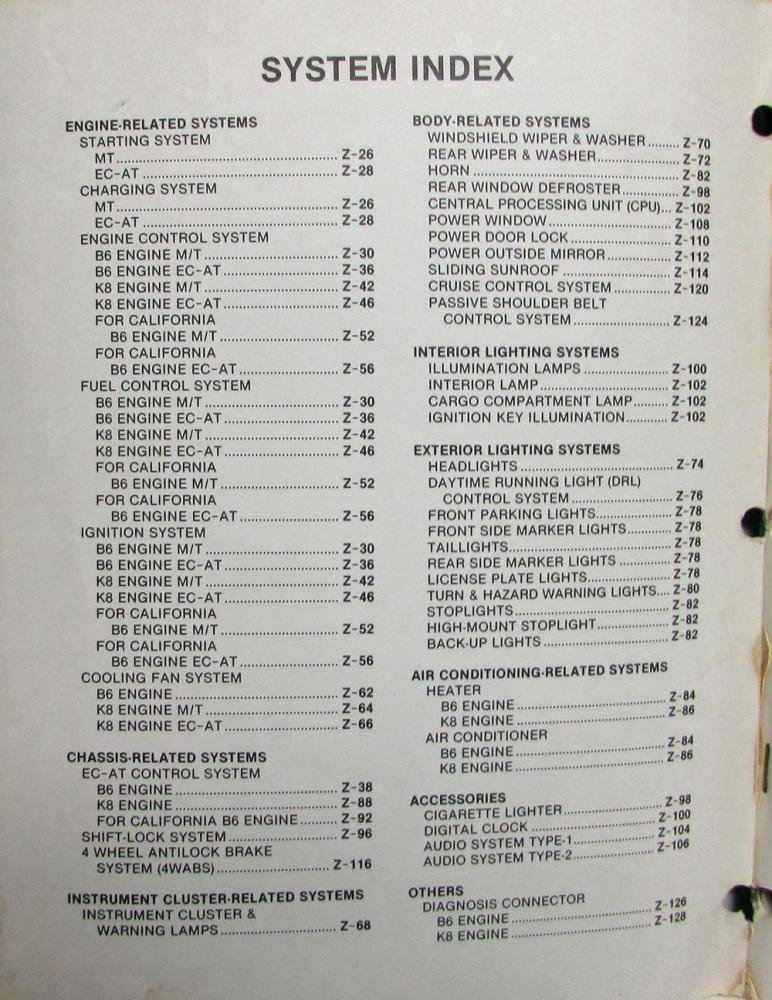 SYSTEM INDEX
ENGINE-RELATED SYSTEMS
STARTING SYSTEM
MT Z-26
EC-AT Z-28
CHARGING SYSTEM
MT Z-26
EC-AT Z-28
ENGINE CONTROL SYSTEM
B6 ENGINE M/T Z-30
B6 ENGINE EC-AT Z-36
K8 ENGINE M/T Z-42
K8 ENGINE EC-AT Z-46
FOR CALIFORNIA
B6 ENGINE M/T Z-52
FOR CALIFORNIA
B6 ENGINE EC-AT Z-56
FUEL CONTROL SYSTEM
B6 ENGINE M/T Z-30
B6 ENGINE EC-AT Z-36
K8 ENGINE M/T Z-42
K8 ENGINE EC-AT Z-46
FOR CALIFORNIA
B6 ENGINE M/T Z-52
FOR CALIFORNIA
B6 ENGINE EC-AT Z-56
IGNITION SYSTEM
B6 ENGINE M/T Z-30
B6 ENGINE EC-AT Z-36
K8 ENGINE M/T Z-42
K8 ENGINE EC-AT Z-46
FOR CALIFORNIA
B6 ENGINE M/T Z-52
FOR CALIFORNIA
B6 ENGINE EC-AT Z-56
COOLING FAN SYSTEM
B6 ENGINE Z-62
K8 ENGINE M/T Z-64
K8 ENGINE EC-AT Z-66
CHASSIS-RELATED SYSTEMS
EC-AT CONTROL SYSTEM
B6 ENGINE Z-38
K8 ENGINE Z-88
FOR CALIFORNIA B6 ENGINE Z-92
SHIFT-LOCK SYSTEM Z-96
4 WHEEL ANTILOCK BRAKE
SYSTEM (4WABS) Z-116
INSTRUMENT CLUSTER-RELATED SYSTEMS
INSTRUMENT CLUSTER &
WARNING LAMPS Z-68
BODY-RELATED SYSTEMS
WINDSHIELD WIPER & WASHER Z-70
REAR WIPER & WASHER Z-72
HORN Z-82
REAR WINDOW DEFROSTER Z-98
CENTRAL PROCESSING UNIT (CPU) Z-102
POWER WINDOW Z-108
POWER DOOR LOCK Z-110
POWER OUTSIDE MIRROR Z-112
SLIDING SUNROOF Z-114
CRUISE CONTROL SYSTEM Z-120
PASSIVE SHOULDER BELT
CONTROL SYSTEM Z-124
INTERIOR LIGHTING SYSTEMS
ILLUMINATION LAMPS Z-100
INTERIOR LAMP Z-102
CARGO COMPARTMENT LAMP Z-102
IGNITION KEY ILLUMINATION Z-102
EXTERIOR LIGHTING SYSTEMS
HEADLIGHTS Z-74
DAYTIME RUNNING LIGHT (DRL)
CONTROL SYSTEM Z-76
FRONT PARKING LIGHTS Z-78
FRONT SIDE MARKER LIGHTS Z-78
TAILLIGHTS Z-78
REAR SIDE MARKER LIGHTS Z-78
LICENSE PLATE LIGHTS Z-78
TURN & HAZARD WARNING LIGHTS Z-80
STOPLIGHTS Z-82
HIGH-MOUNT STOPLIGHT Z-82
BACK-UP LIGHTS Z-82
AIR CONDITIONING-RELATED SYSTEMS
HEATER
B6 ENGINE Z-84
K8 ENGINE Z-86
AIR CONDITIONER
B6 ENGINE Z-84
K8 ENGINE Z-86
ACCESSORIES
CIGARETTE LIGHTER Z-98
DIGITAL CLOCK Z-100
AUDIO SYSTEM TYPE-1 Z-104
AUDIO SYSTEM TYPE-2 Z-106
OTHERS
DIAGNOSIS CONNECTOR
B6 ENGINE Z-126
K8 ENGINE Z-128